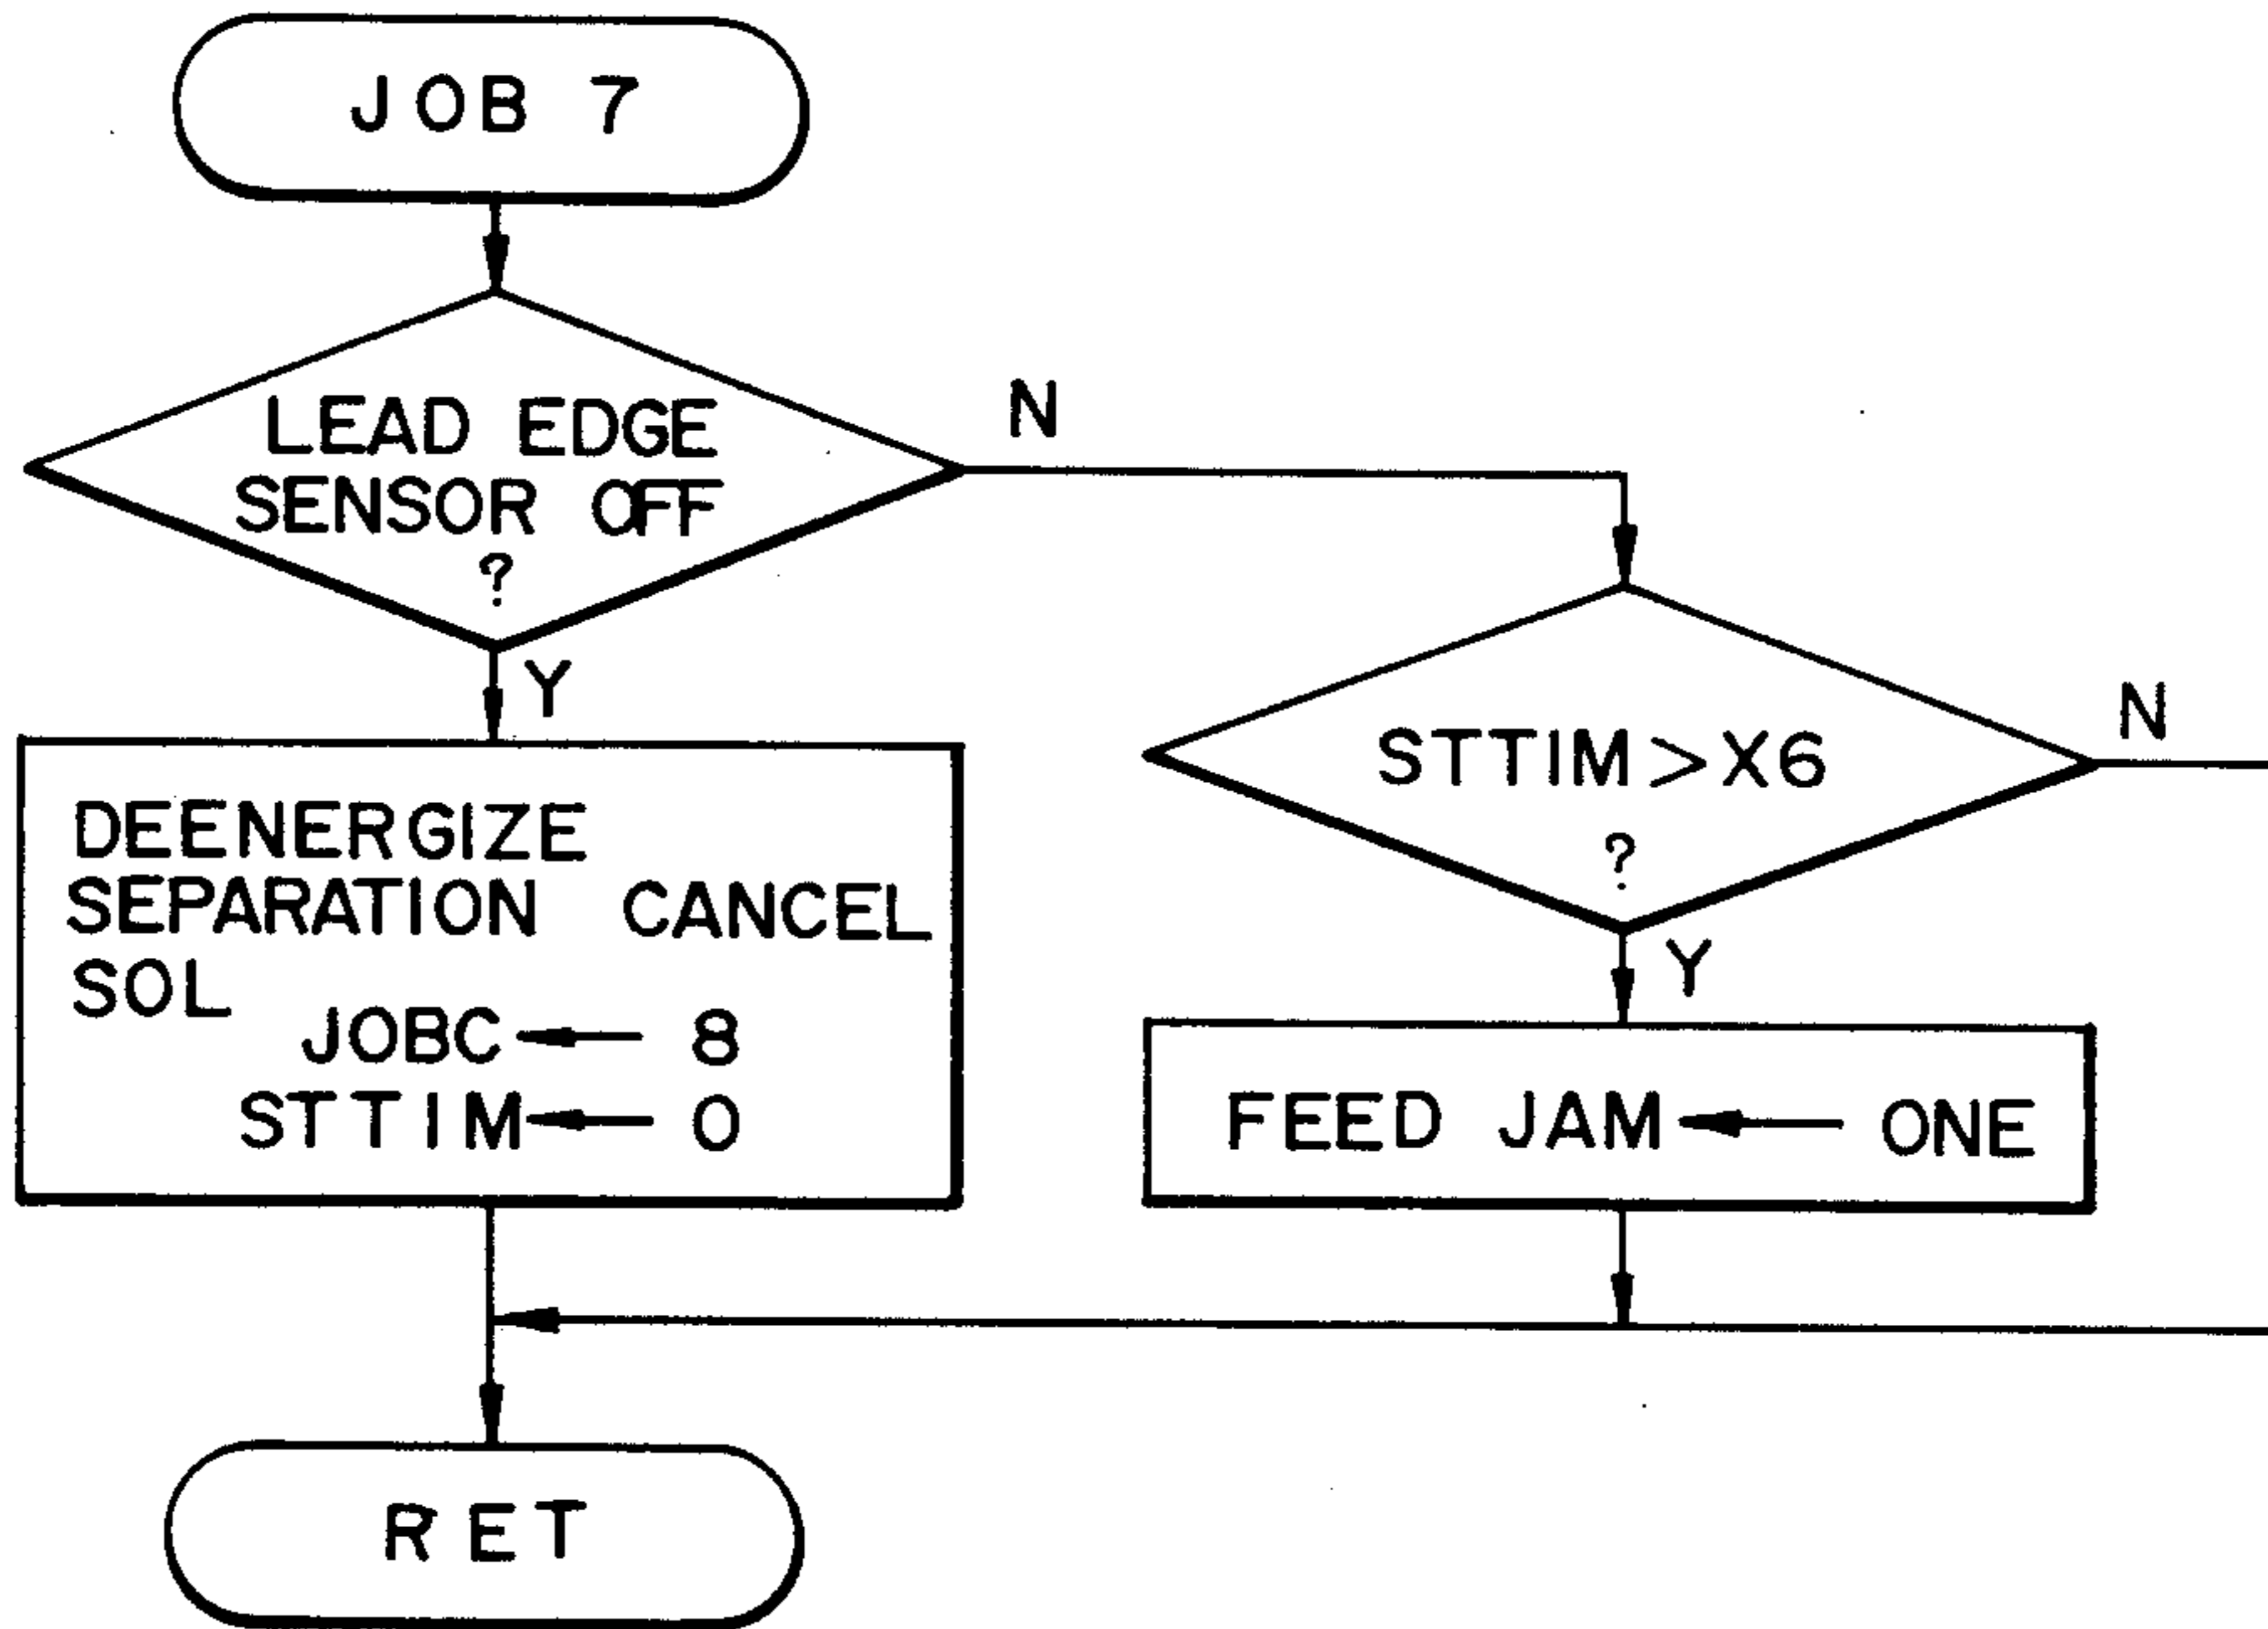 JOB 7
LEAD EDGE
SENSOR OFF
?
N
Y
DEENERGIZE
SEPARATION CANCEL
SOL
JOBC ← 8
STTIM ← 0
STTIM > X6
?
N
Y
FEED JAM ← ONE
RET